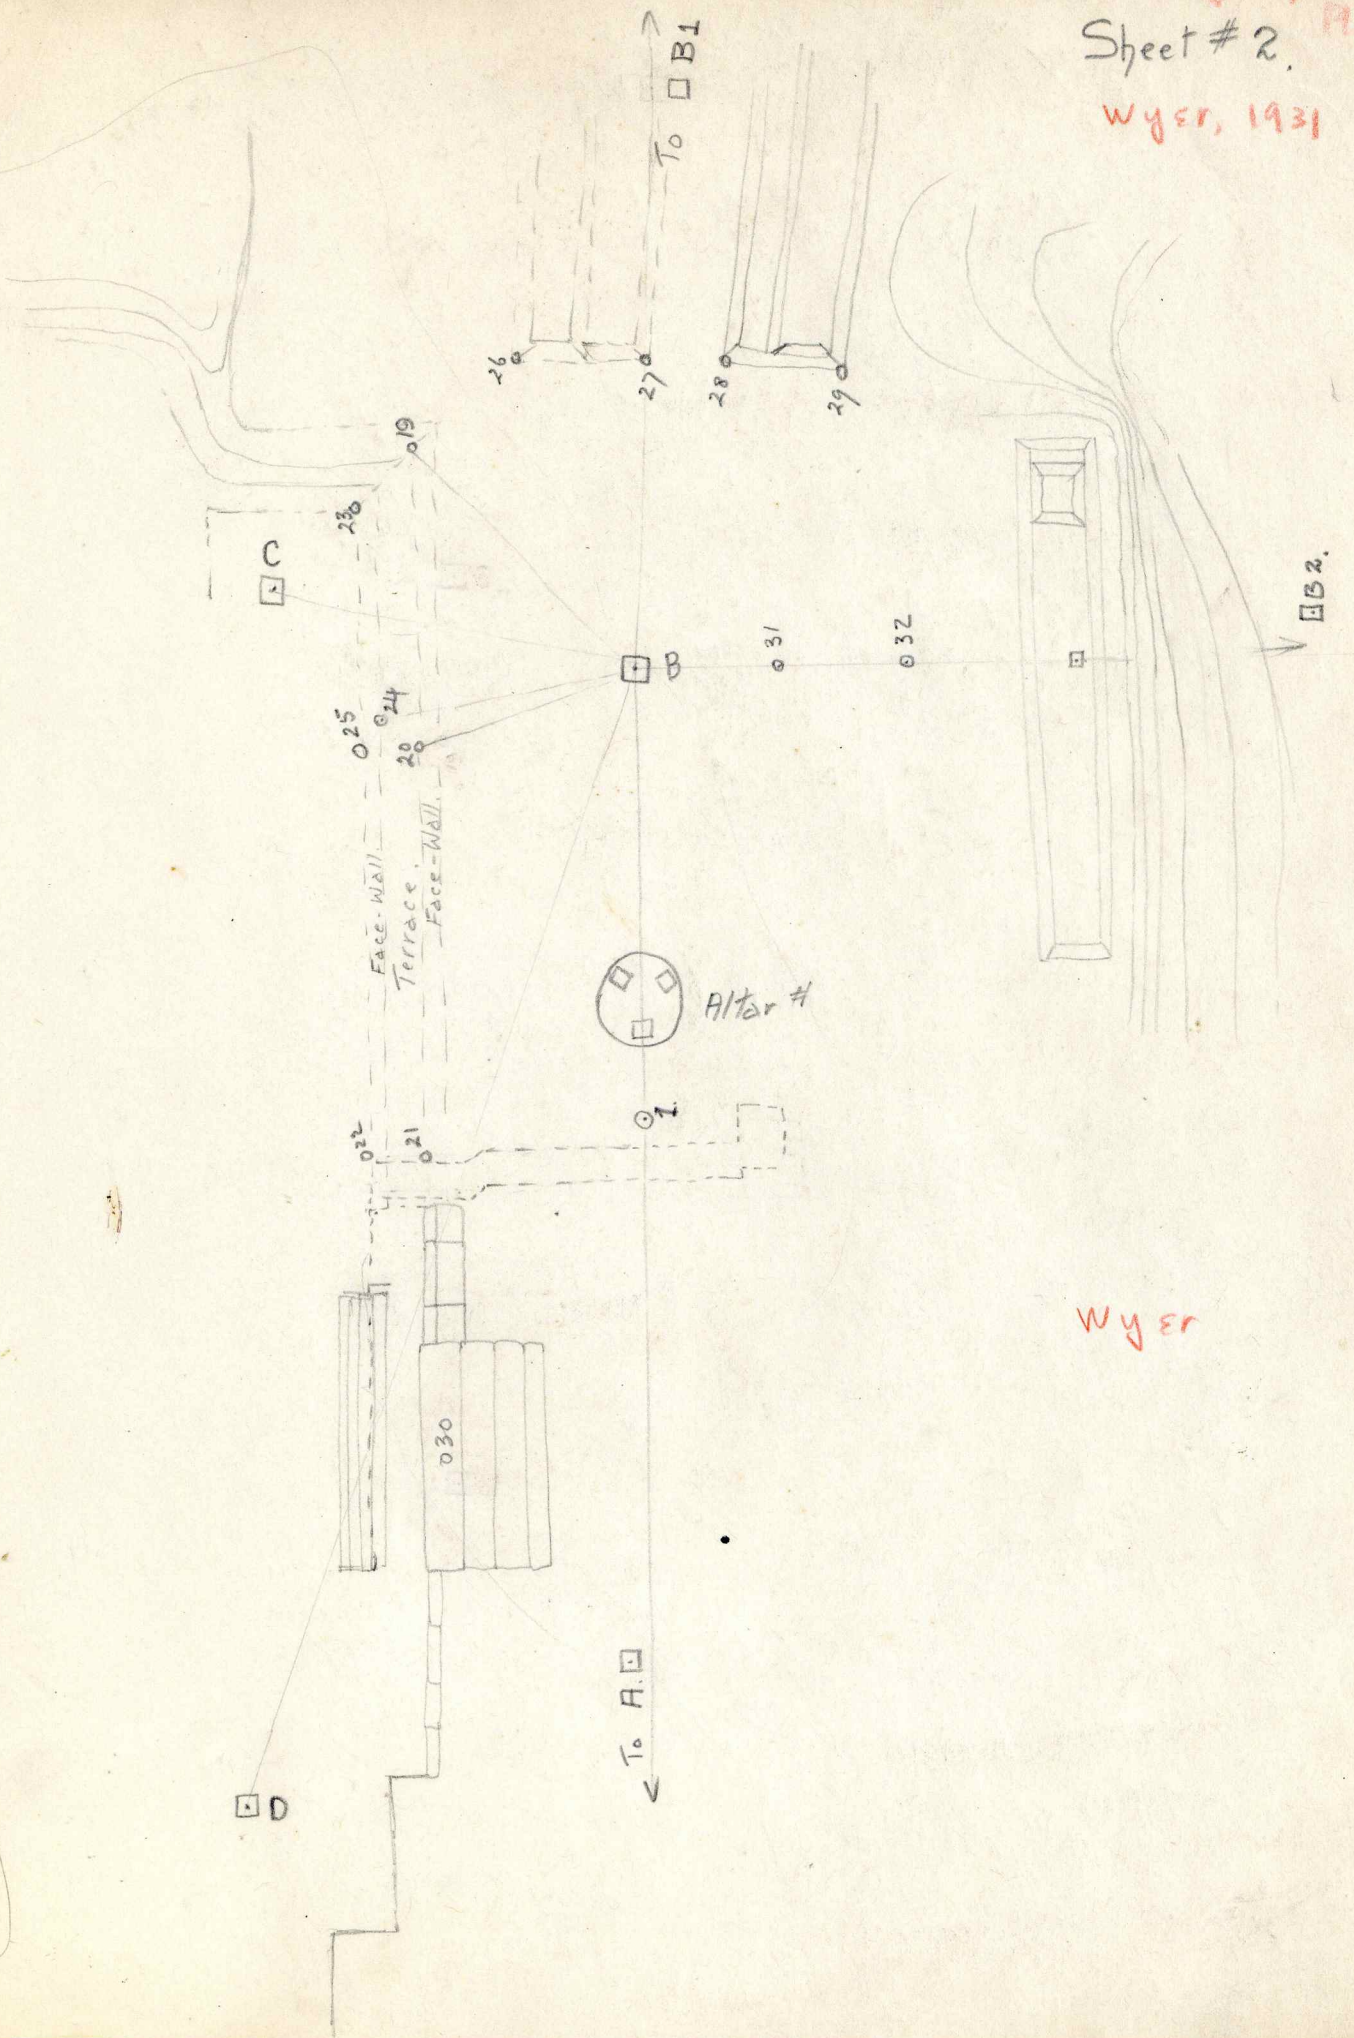 Sheet # 2.
Wyer, 1931
To □ B1
26
27
28
29
19
23
C
B
31
32
B2.
25
24
20
Face-Wall.
Terrace.
Face-Wall.
Altar #
1.
22
21
Wyer
30
To A.
D